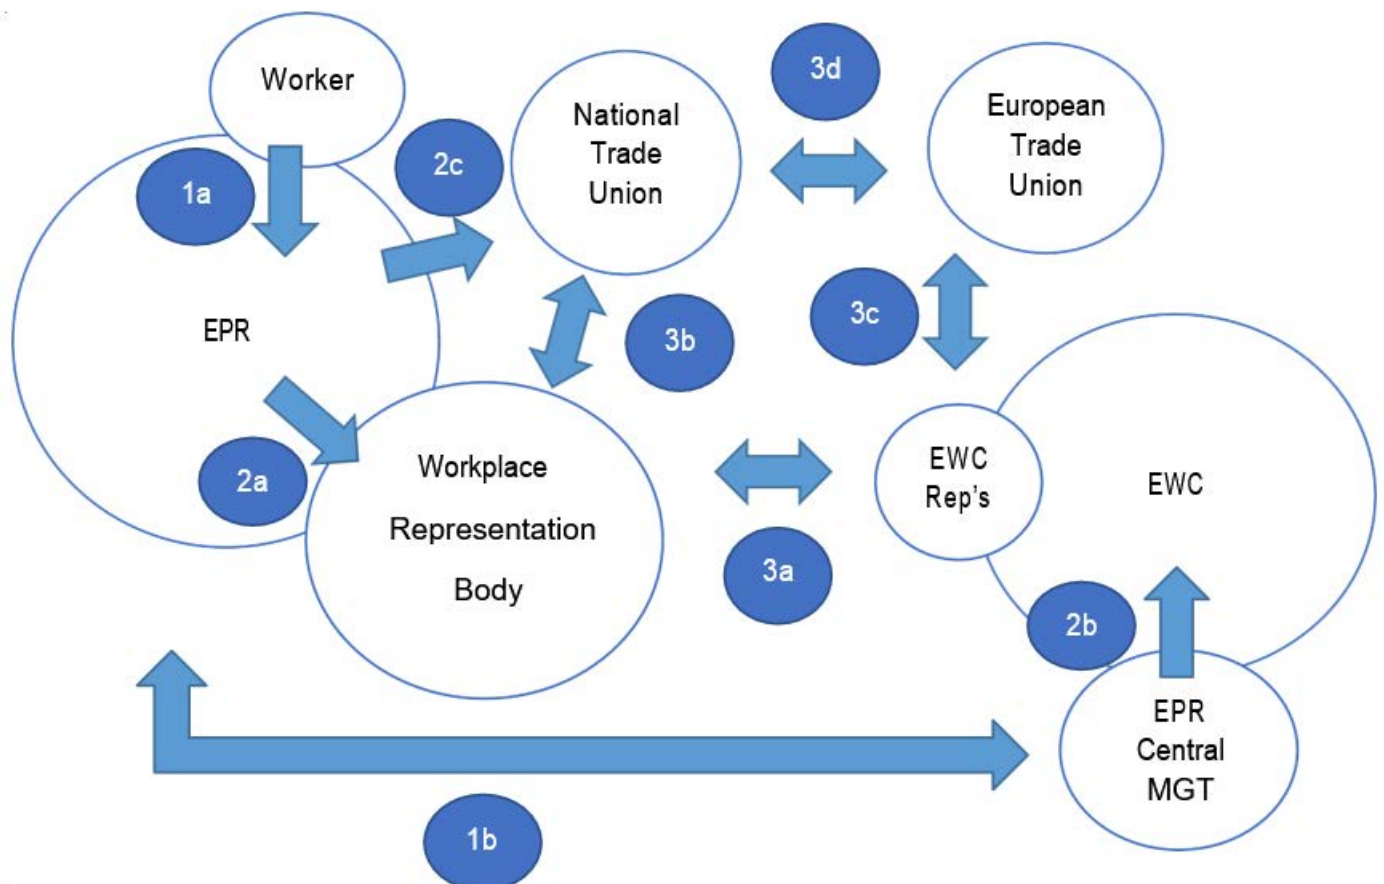 Worker
1a
2c
National
Trade
Union
3d
European
Trade
Union
EPR
3b
3c
2a
Workplace
Representation
Body
3a
EWC
Rep's
EWC
2b
EPR
Central
MGT
1b